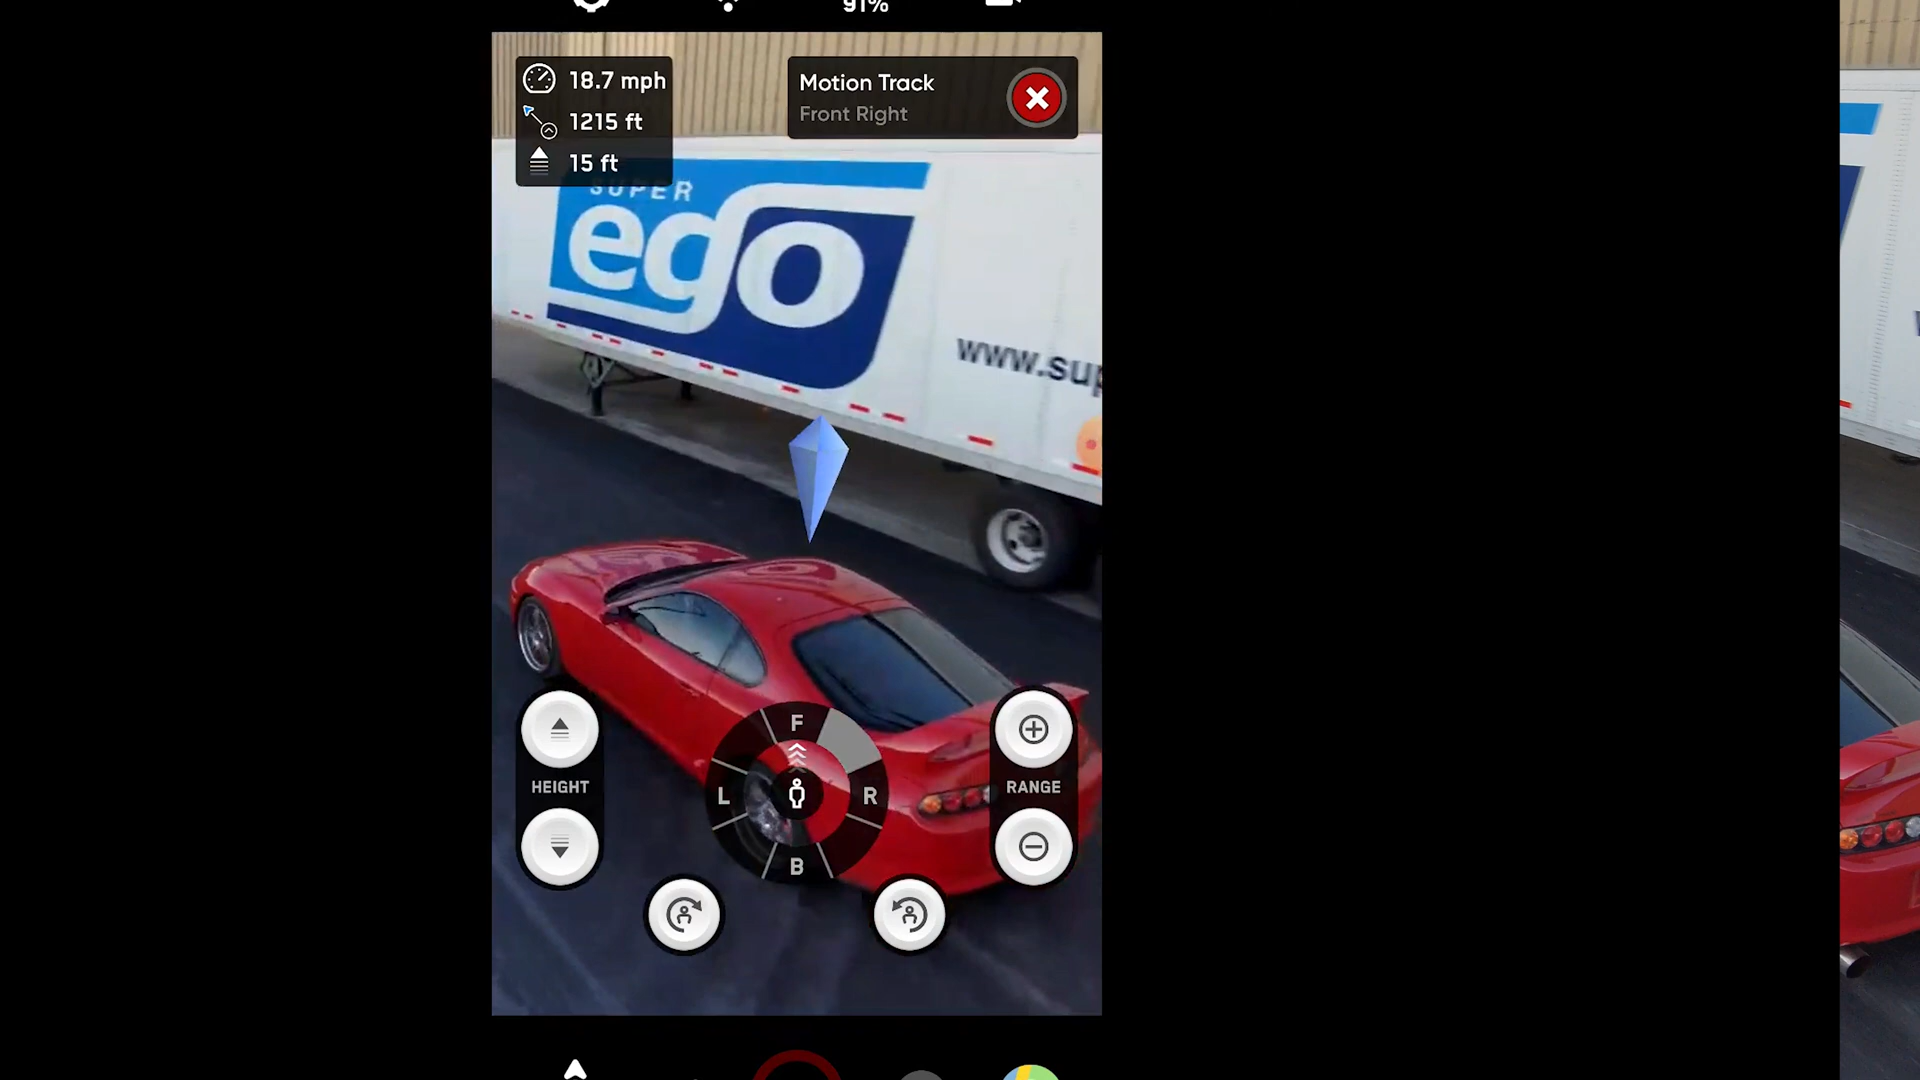 91%
18.7 mph
1215 ft
15 ft
Motion Track
Front Right
SUPER
ego
www.sup
F
L
R
B
HEIGHT
RANGE